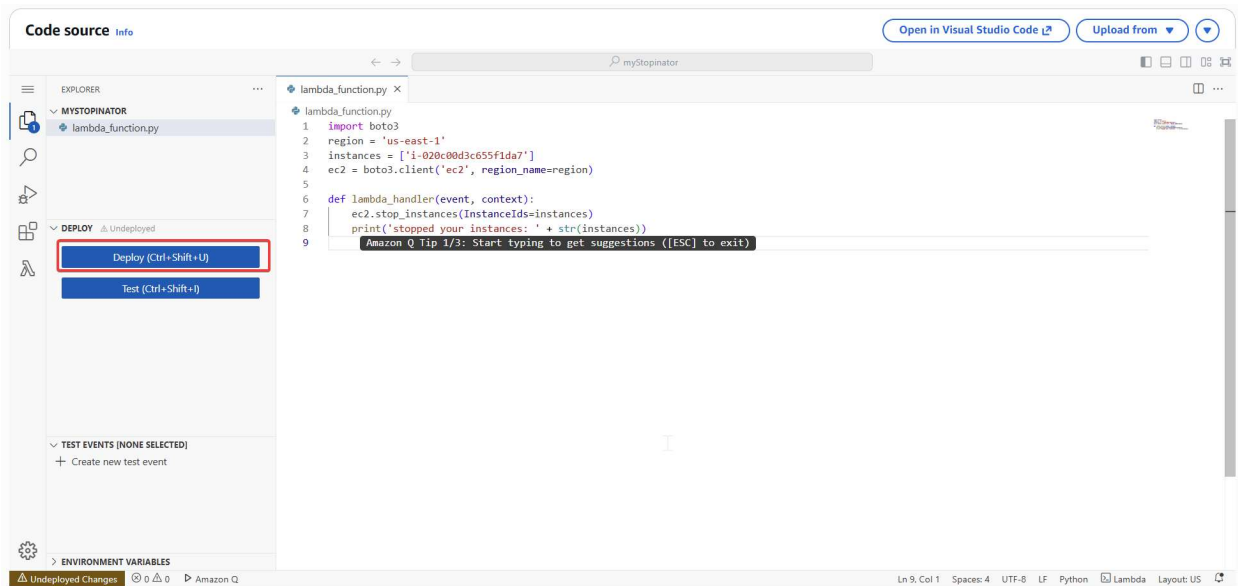 Code source Info
Open in Visual Studio Code
Upload from
myStopinator
EXPLORER
MYSTOPINATOR
lambda_function.py
1
DEPLOY Undeployed
Deploy (Ctrl+Shift+U)
Test (Ctrl+Shift+I)
TEST EVENTS [NONE SELECTED]
+ Create new test event
ENVIRONMENT VARIABLES
lambda_function.py
lambda_function.py
1 import boto3
2 region = 'us-east-1'
3 instances = ['i-020c00d3c655f1da7']
4 ec2 = boto3.client('ec2', region_name=region)
5
6 def lambda_handler(event, context):
7 ec2.stop_instances(InstanceIds=instances)
8 print('stopped your instances: ' + str(instances))
9 Amazon Q Tip 1/3: Start typing to get suggestions ([ESC] to exit)
Undeployed Changes 0 0 Amazon Q
Ln 9, Col 1 Spaces: 4 UTF-8 LF Python Lambda Layout: US